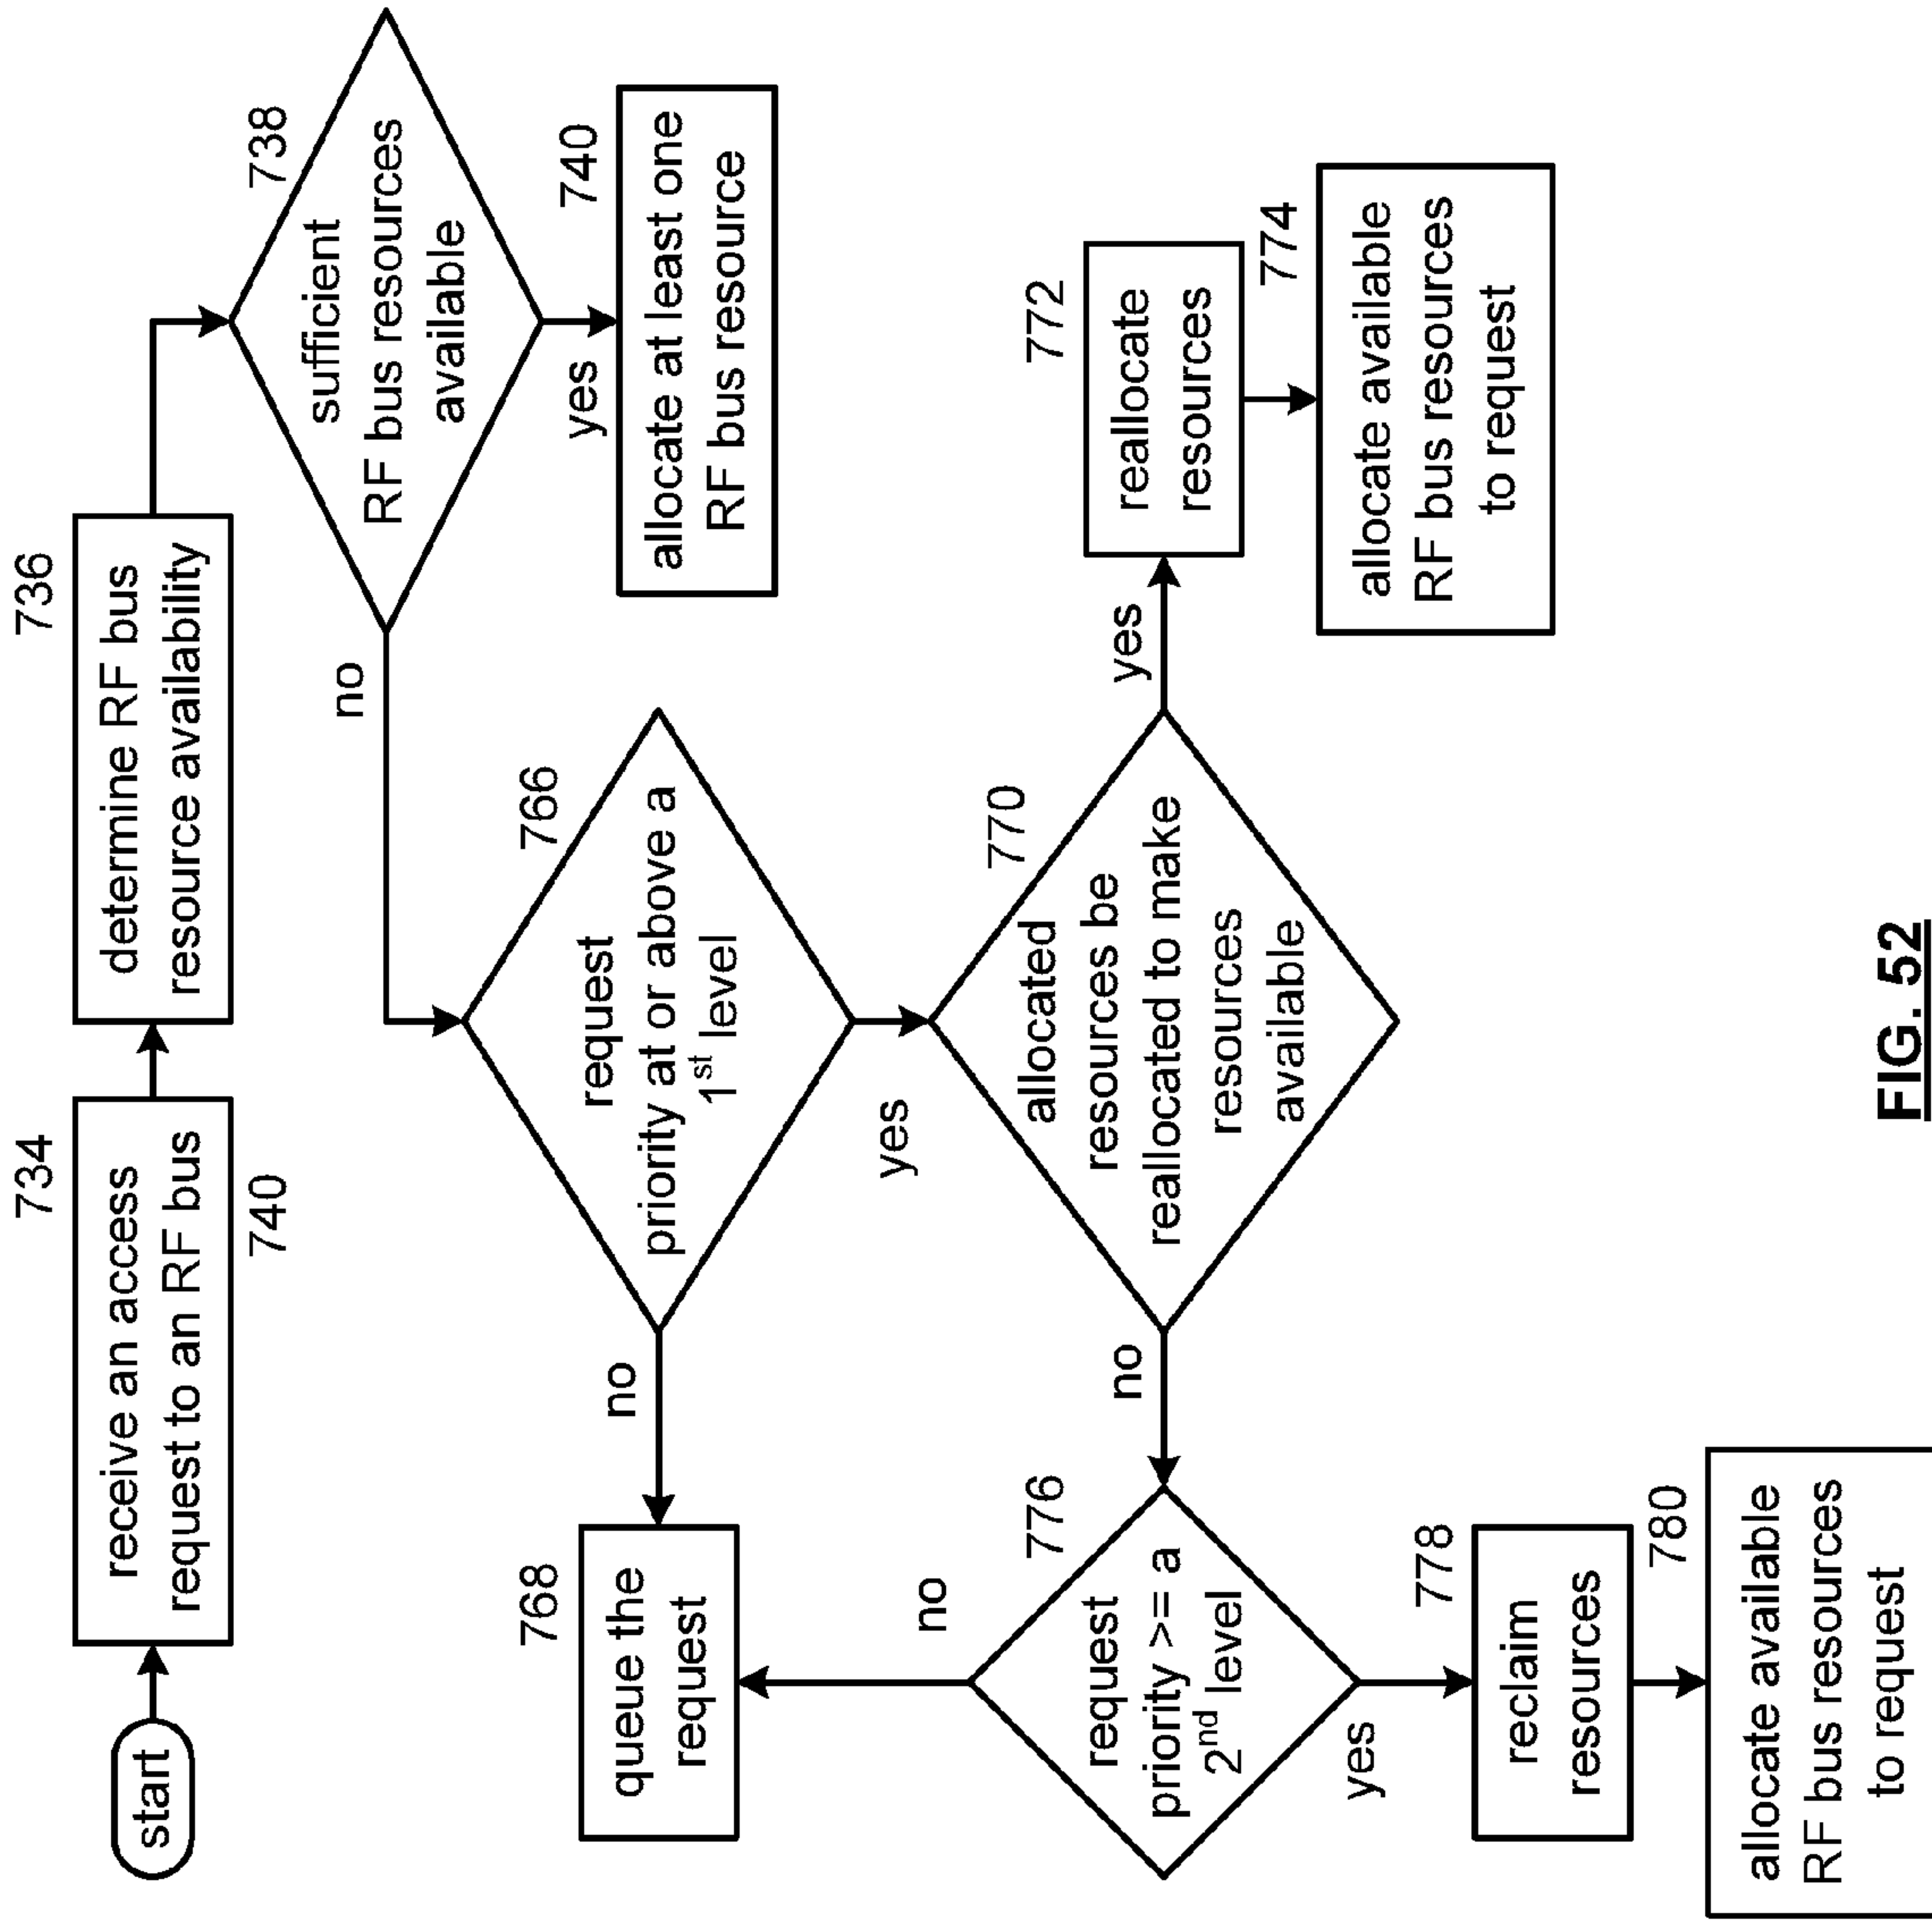 start
734
receive an access
request to an RF bus
740
736
determine RF bus
resource availability
738
sufficient
RF bus resources
available
yes
740
allocate at least one
RF bus resource
no
766
request
priority at or above a
1st level
no
768
queue the
request
yes
770
allocated
resources be
reallocated to make
resources
available
yes
772
reallocate
resources
774
allocate available
RF bus resources
to request
no
776
request
priority >= a
2nd level
no
yes
778
reclaim
resources
780
allocate available
RF bus resources
to request
FIG. 52